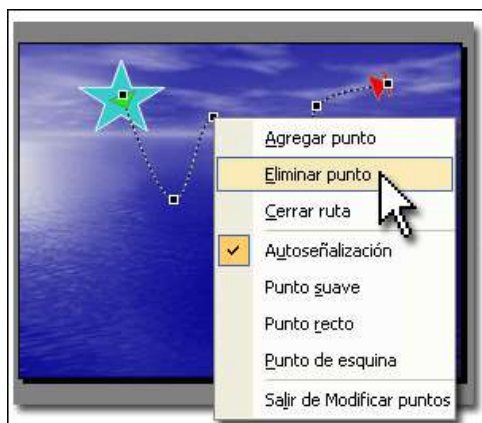 Agregar punto
Eliminar punto
Cerrar ruta
Autoseñalización
Punto suave
Punto recto
Punto de esquina
Salir de Modificar puntos